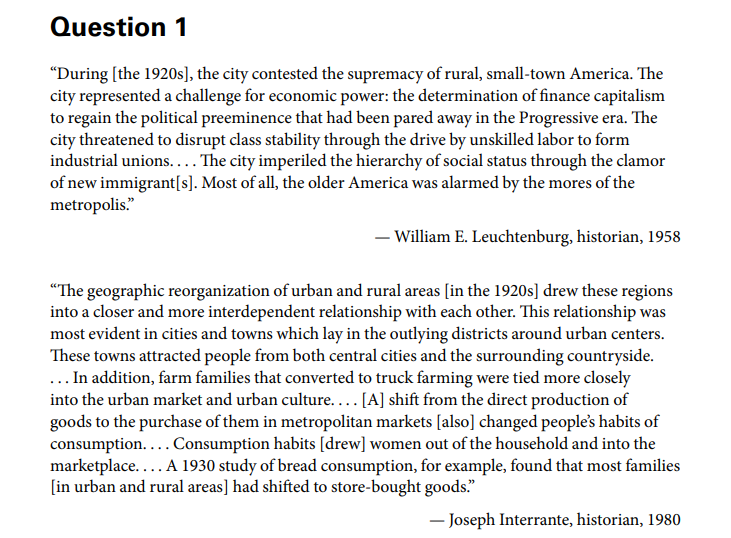 Question 1
“During [the 1920s], the city contested the supremacy of rural, small-town America. The
city represented a challenge for economic power: the determination of finance capitalism
to regain the political preeminence that had been pared away in the Progressive era. The
city threatened to disrupt class stability through the drive by unskilled labor to form
industrial unions. . . . The city imperiled the hierarchy of social status through the clamor
of new immigrant[s]. Most of all, the older America was alarmed by the mores of the
metropolis.”
— William E. Leuchtenburg, historian, 1958
“The geographic reorganization of urban and rural areas [in the 1920s] drew these regions
into a closer and more interdependent relationship with each other. This relationship was
most evident in cities and towns which lay in the outlying districts around urban centers.
These towns attracted people from both central cities and the surrounding countryside.
. . . In addition, farm families that converted to truck farming were tied more closely
into the urban market and urban culture. . . . [A] shift from the direct production of
goods to the purchase of them in metropolitan markets [also] changed people’s habits of
consumption. . . . Consumption habits [drew] women out of the household and into the
marketplace. . . . A 1930 study of bread consumption, for example, found that most families
[in urban and rural areas] had shifted to store-bought goods.”
— Joseph Interrante, historian, 1980